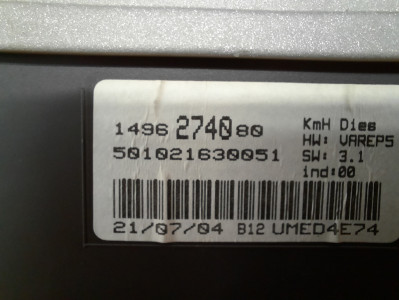 1496 2740 80
501021630051
KmH Dies
HW: VAREP5
SW: 3.1
ind:00
21/07/04 B12 UMED4E74